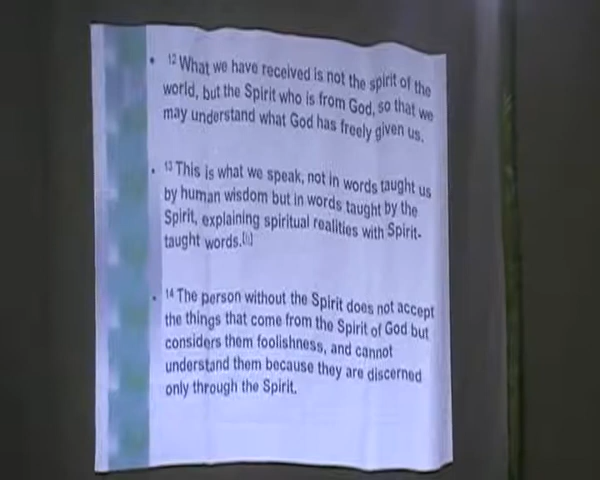 • 12 What we have received is not the spirit of the
world, but the Spirit who is from God, so that we
may understand what God has freely given us.
• 13 This is what we speak, not in words taught us
by human wisdom but in words taught by the
Spirit, explaining spiritual realities with Spirit-
taught words.[]
• 14 The person without the Spirit does not accept
the things that come from the Spirit of God but
considers them foolishness, and cannot
understand them because they are discerned
only through the Spirit.